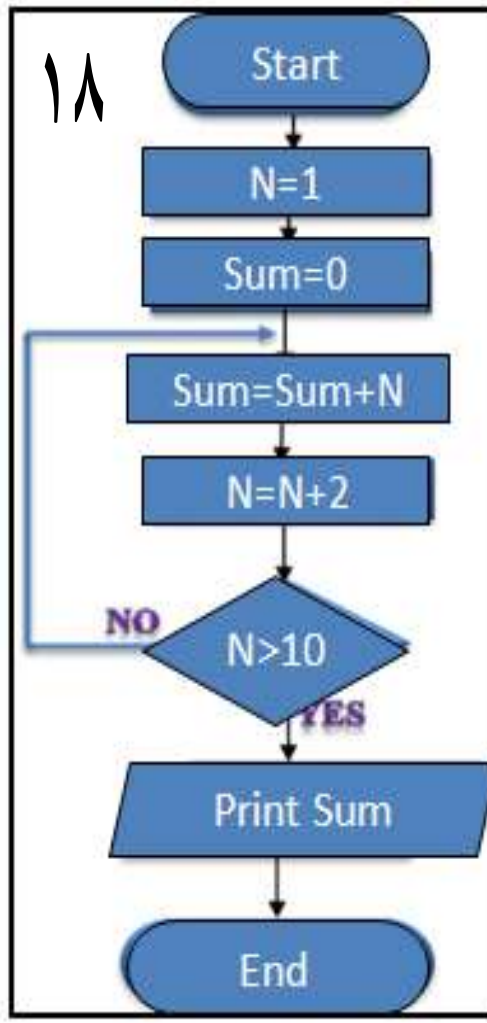 ١٨
Start
N=1
Sum=0
Sum=Sum+N
N=N+2
NO
N>10
YES
Print Sum
End